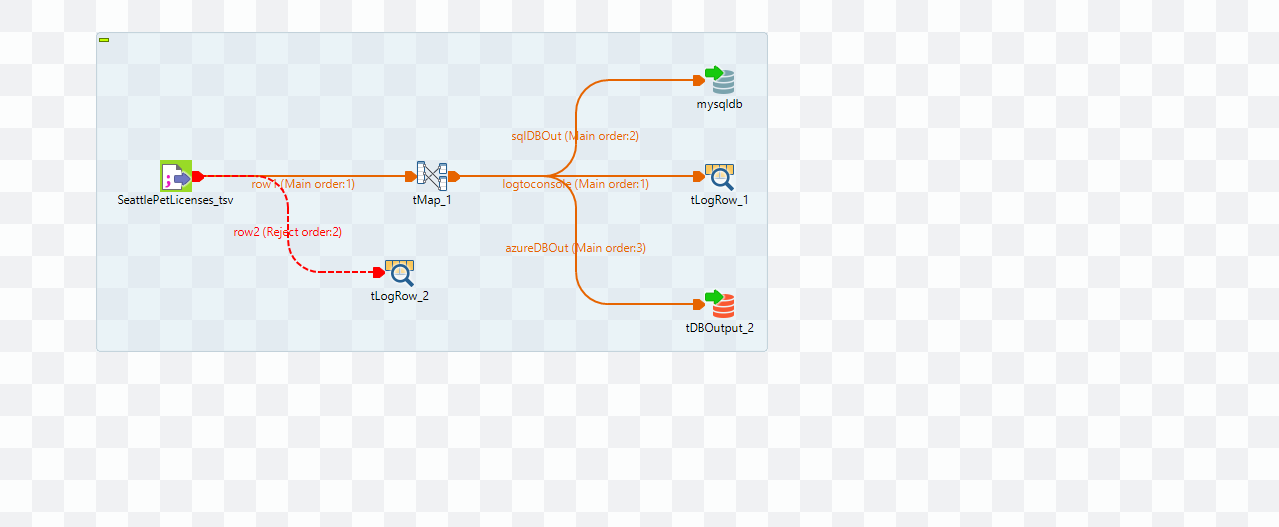 mysqldb
sqlDBOut (Main order:2)
row1 (Main order:1)
logtoconsole (Main order:1)
SeattlePetLicenses_tsv
tMap_1
tLogRow_1
row2 (Reject order:2)
azureDBOut (Main order:3)
tLogRow_2
tDBOutput_2